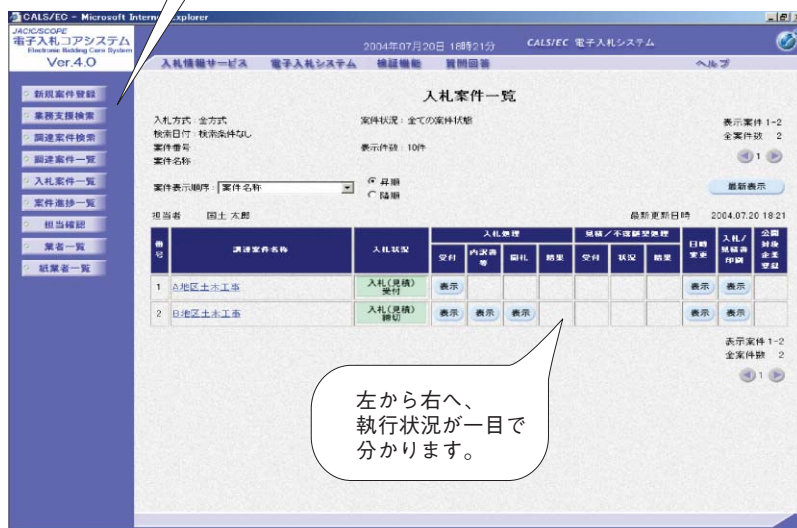 CALS/EC - Microsoft Internet Explorer
JACIC/SCOPE
電子入札コアシステム
Electronic Bidding Core System
Ver.4.0
2004年07月20日 18時21分
CALS/EC 電子入札システム
入札情報サービス 電子入札システム 検証機能 質問回答 ヘルプ
新規案件登録
業務支援検索
調達案件検索
調達案件一覧
入札案件一覧
案件進捗一覧
担当確認
業者一覧
紙業者一覧
入札案件一覧
入札方式：全方式 案件状況：全ての案件状態
検索日付：検索条件なし
案件番号 表示件数：10件
案件名称
表示案件 1-2
全案件数 2
1
案件表示順序：案件名称
昇順
降順
最新表示
担当者 国土 太郎 最新更新日時 2004.07.20 18:21
番号 調達案件名称 入札状況 入札処理 見積／不落随契処理 日時変更 入札/見積書印刷 公開対後企業登録
受付 内訳書等 開札 結果 受付 状況 結果
1 A地区土木工事 入札(見積)受付 表示 表示 表示
2 B地区土木工事 入札(見積)締切 表示 表示 表示 表示 表示
表示案件 1-2
全案件数 2
1
左から右へ、
執行状況が一目で
分かります。